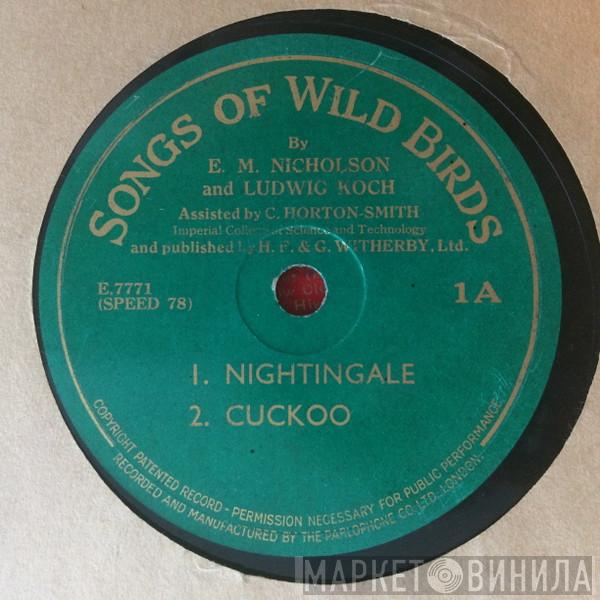 SONGS OF WILD BIRDS
By
E. M. NICHOLSON
and LUDWIG KOCH
Assisted by C. HORTON-SMITH
Imperial College of Science and Technology
and published by H. F. & G. WITHERBY, Ltd.
E.7771
(SPEED 78)
1A
1. NIGHTINGALE
2. CUCKOO
COPYRIGHT PATENTED RECORD - PERMISSION NECESSARY FOR PUBLIC PERFORMANCE.
RECORDED AND MANUFACTURED BY THE PARLOPHONE CO. LTD. LONDON.
МАРКЕТ ВИНИЛА